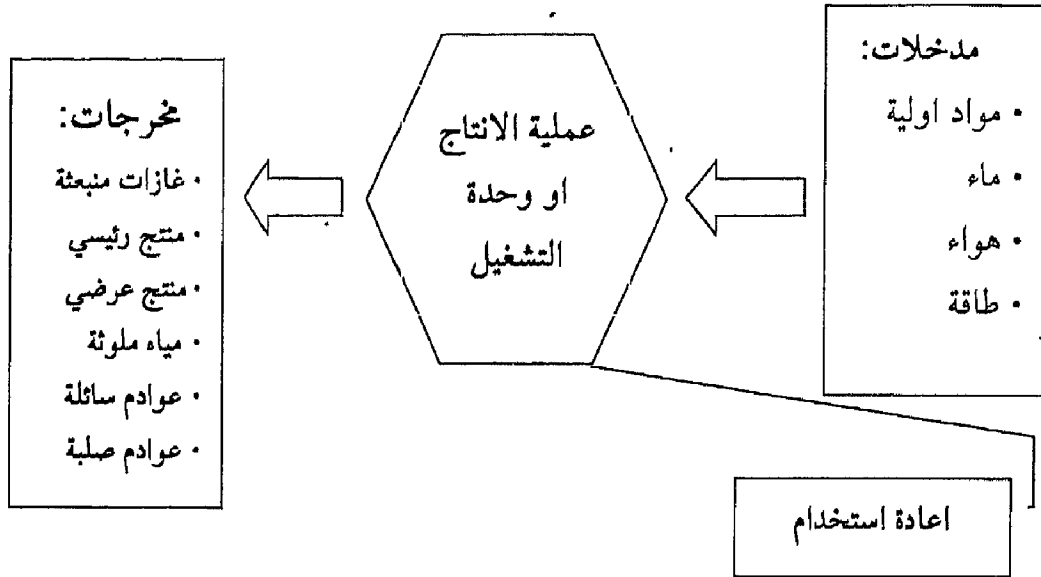 مدخلات:
• مواد اولية
• ماء
• هواء
• طاقة
عملية الانتاج
او وحدة
التشغيل
مخرجات:
• غازات منبعثة
• منتج رئيسي
• منتج عرضي
• مياه ملوثة
• عوادم سائلة
• عوادم صلبة
اعادة استخدام